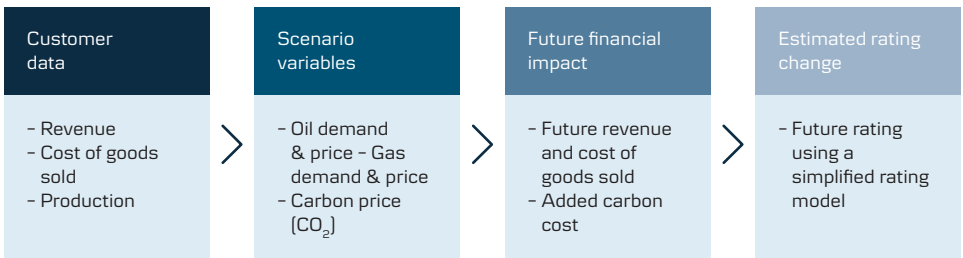 Customer
data
– Revenue
– Cost of goods
sold
– Production
Scenario
variables
– Oil demand
& price – Gas
demand & price
– Carbon price
(CO₂)
Future financial
impact
– Future revenue
and cost of
goods sold
– Added carbon
cost
Estimated rating
change
– Future rating
using a
simplified rating
model